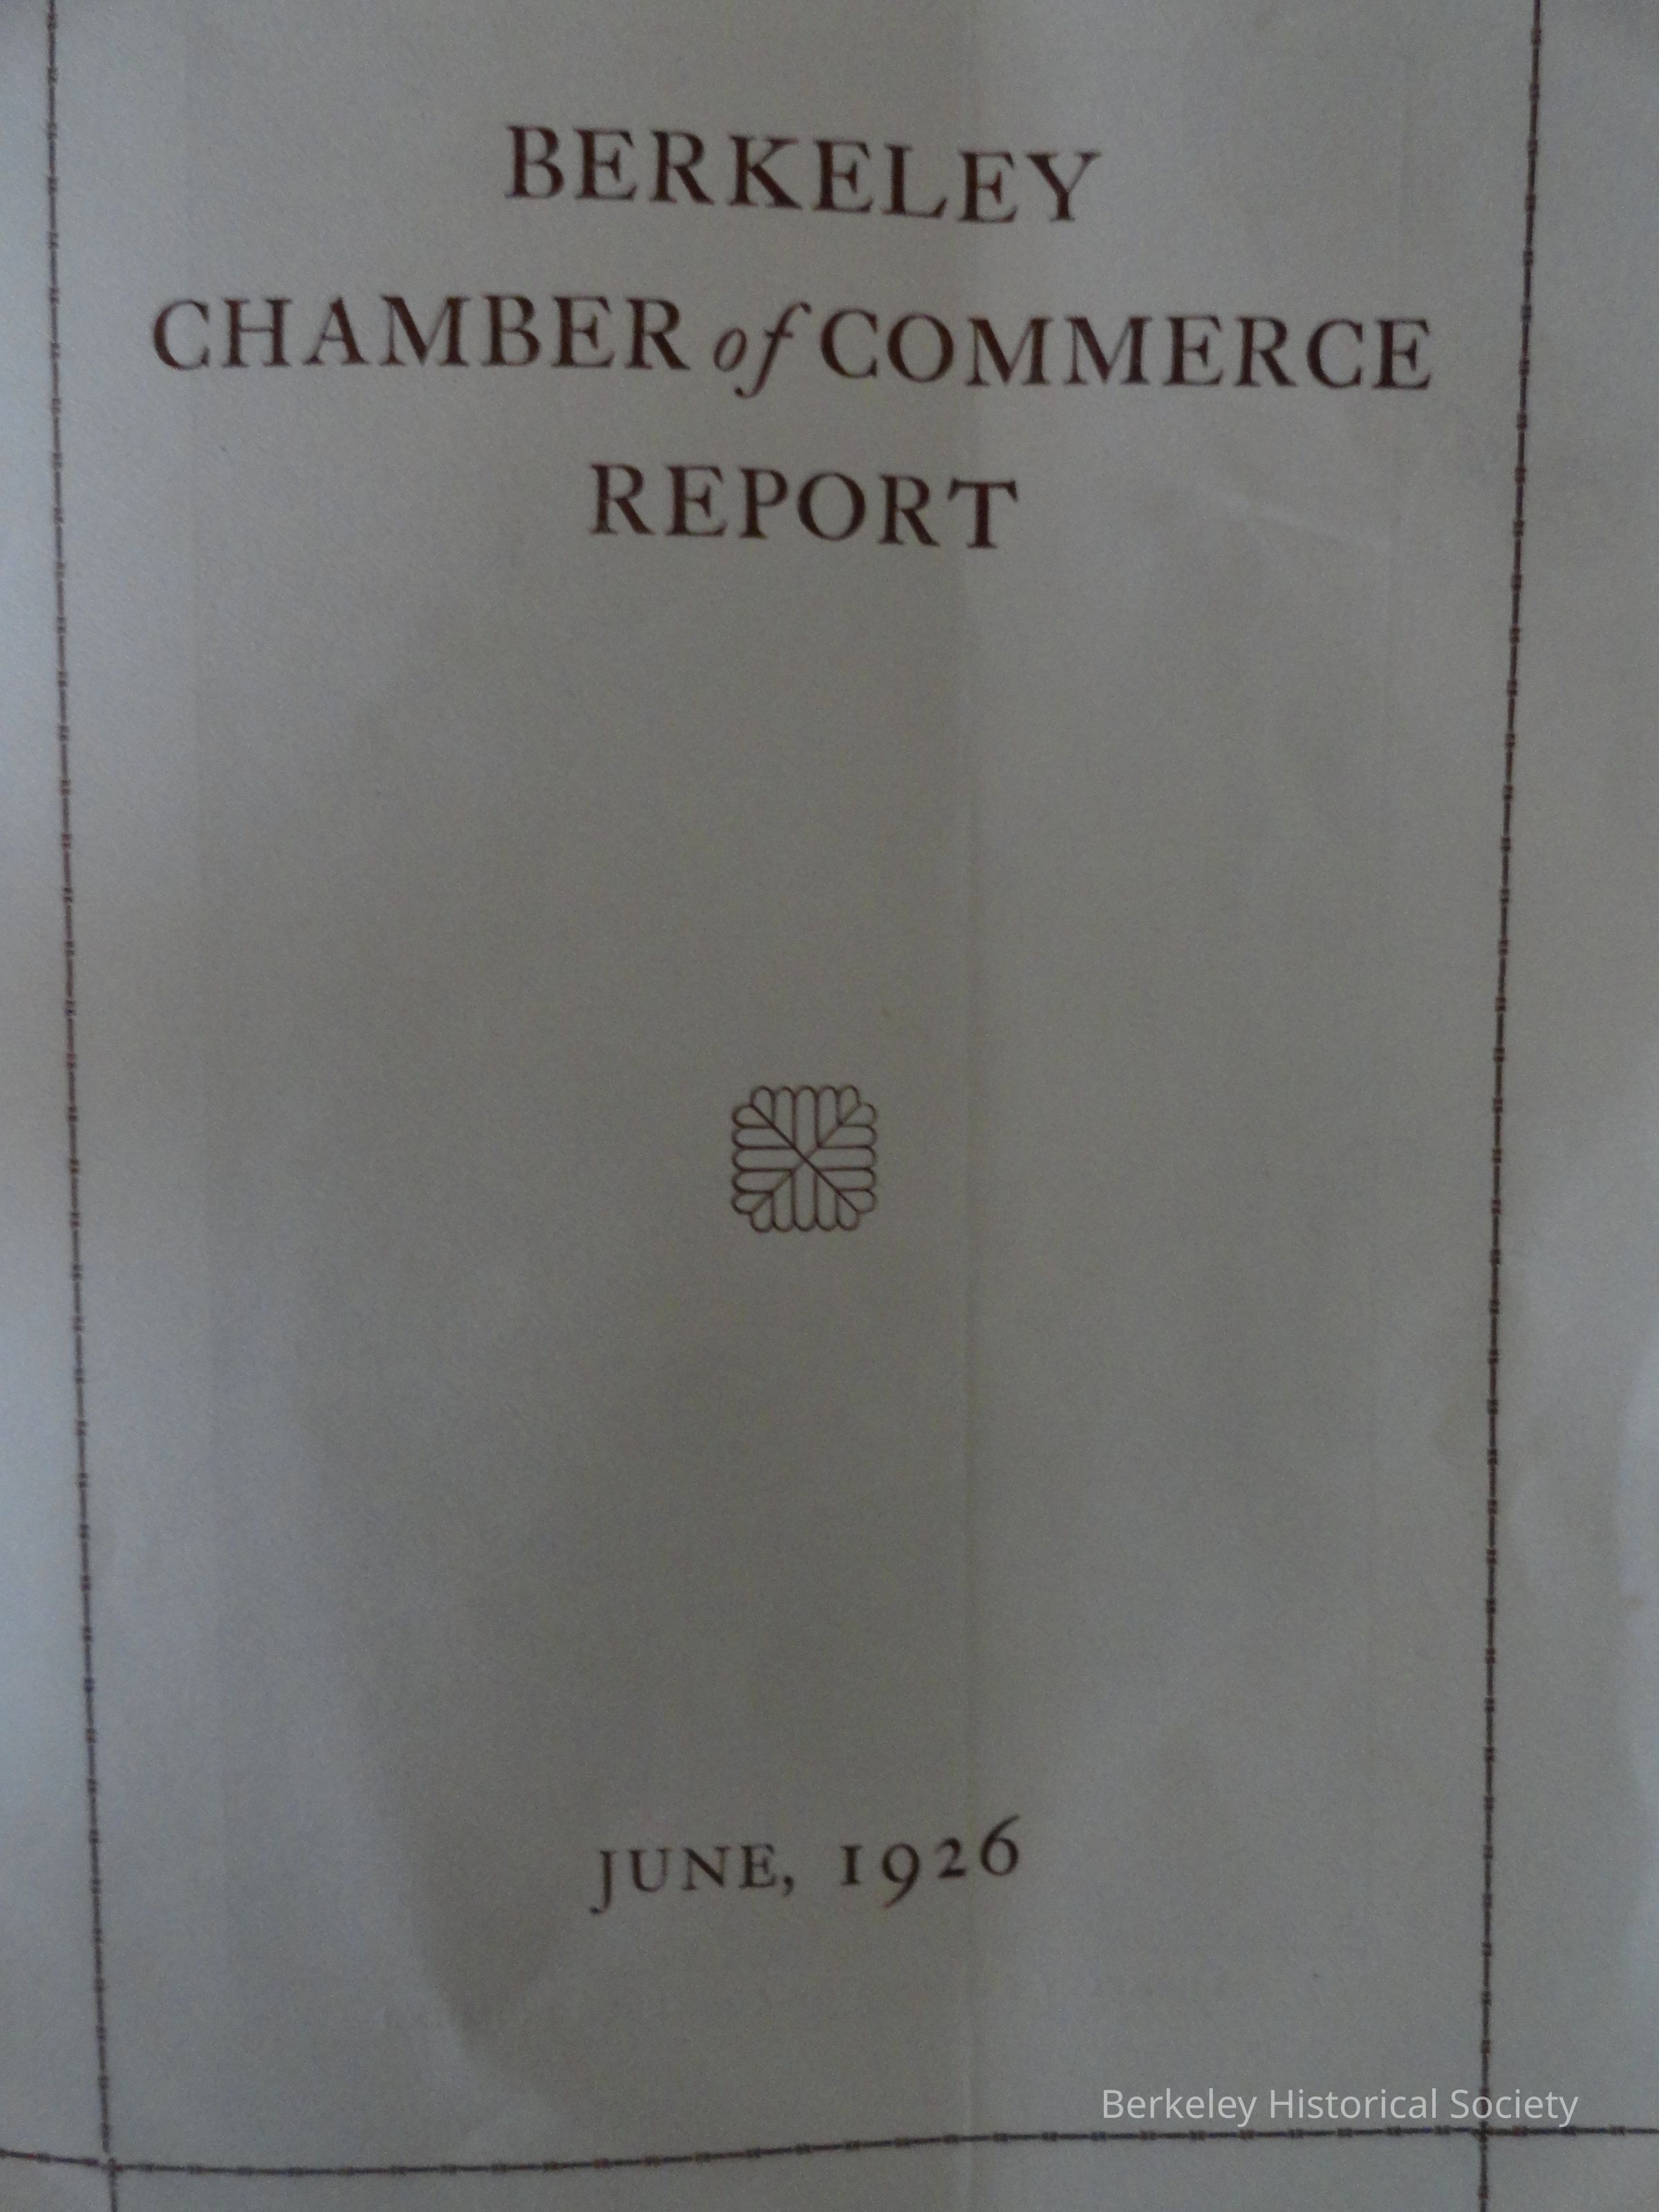 BERKELEY
CHAMBER of COMMERCE
REPORT
JUNE, 1926
Berkeley Historical Society